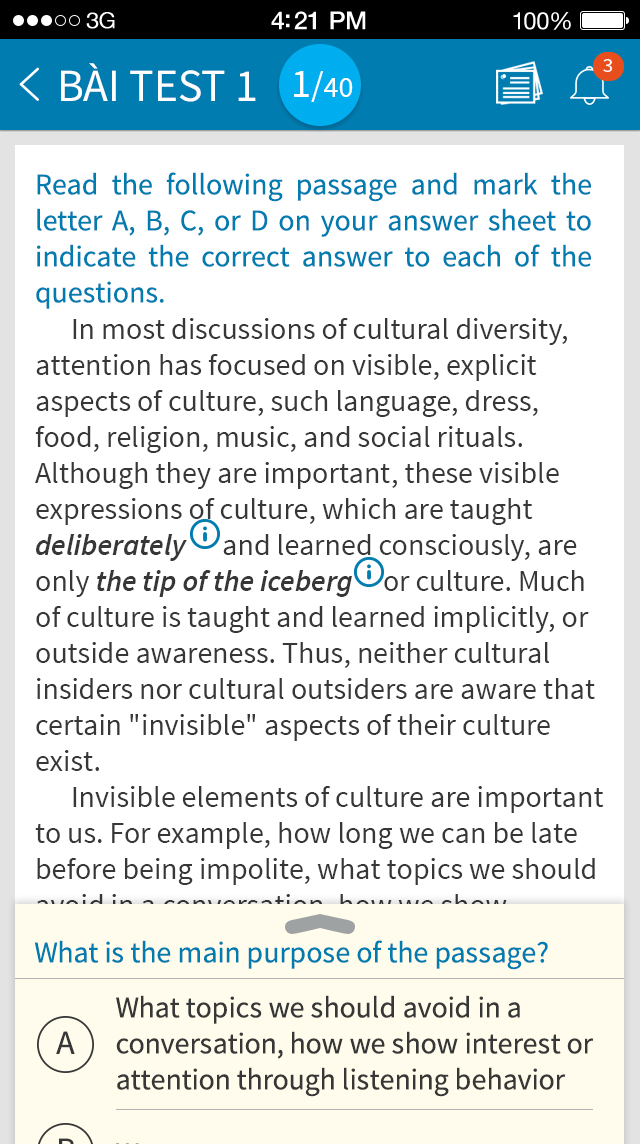 3G
4:21 PM
100%
BÀI TEST 1
1/40
3
Read the following passage and mark the
letter A, B, C, or D on your answer sheet to
indicate the correct answer to each of the
questions.
In most discussions of cultural diversity,
attention has focused on visible, explicit
aspects of culture, such language, dress,
food, religion, music, and social rituals.
Although they are important, these visible
expressions of culture, which are taught
deliberately and learned consciously, are
only the tip of the iceberg or culture. Much
of culture is taught and learned implicitly, or
outside awareness. Thus, neither cultural
insiders nor cultural outsiders are aware that
certain "invisible" aspects of their culture
exist.
Invisible elements of culture are important
to us. For example, how long we can be late
before being impolite, what topics we should
avoid in a conversation, how we show
What is the main purpose of the passage?
A
What topics we should avoid in a
conversation, how we show interest or
attention through listening behavior